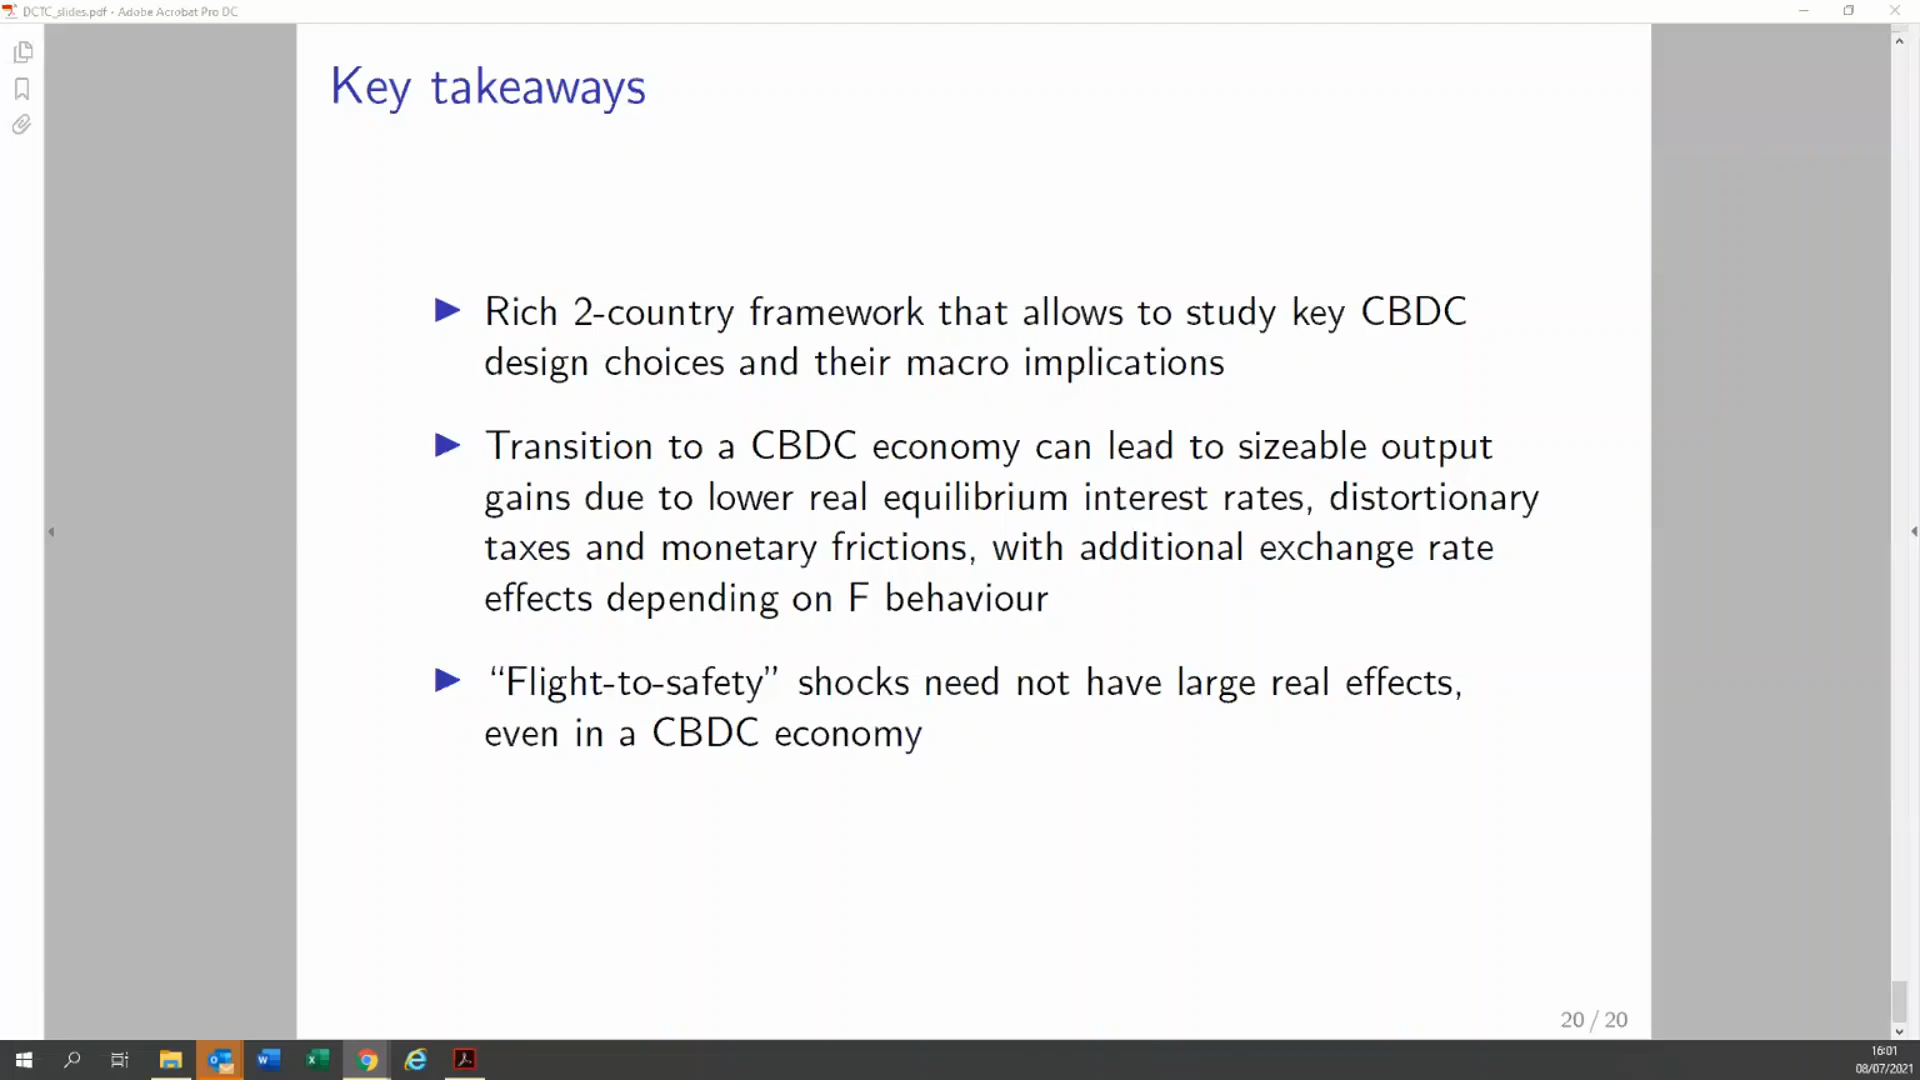 DCTC_slides.pdf - Adobe Acrobat Pro DC
Key takeaways
Rich 2-country framework that allows to study key CBDC
design choices and their macro implications
Transition to a CBDC economy can lead to sizeable output
gains due to lower real equilibrium interest rates, distortionary
taxes and monetary frictions, with additional exchange rate
effects depending on F behaviour
“Flight-to-safety” shocks need not have large real effects,
even in a CBDC economy
20 / 20
16:01
08/07/2021